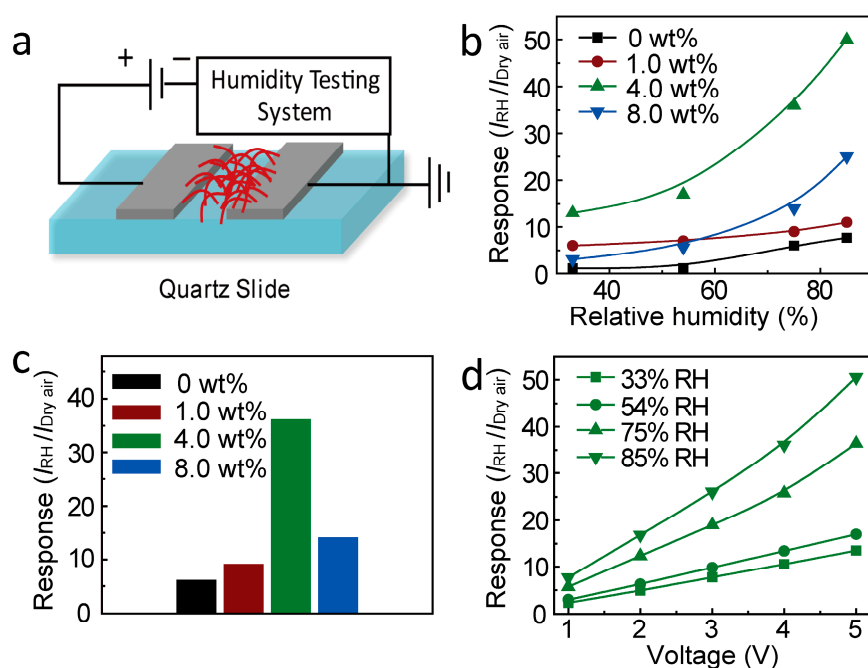 a
+
−
Humidity Testing
System
Quartz Slide
b
Response (IRH/IDry air)
50
40
30
20
10
0
0 wt%
1.0 wt%
4.0 wt%
8.0 wt%
40
60
80
Relative humidity (%)
c
Response (IRH/IDry air)
40
30
20
10
0
0 wt%
1.0 wt%
4.0 wt%
8.0 wt%
d
Response (IRH/IDry air)
50
40
30
20
10
0
33% RH
54% RH
75% RH
85% RH
1
2
3
4
5
Voltage (V)